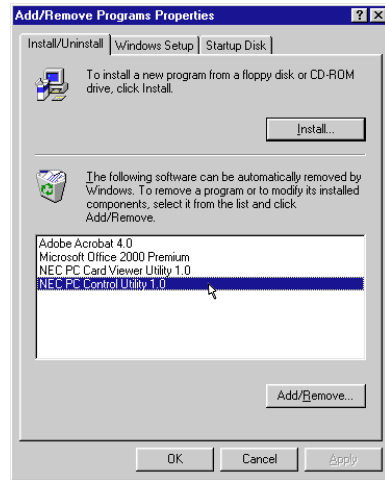 Add/Remove Programs Properties
Install/Uninstall Windows Setup Startup Disk
To install a new program from a floppy disk or CD-ROM
drive, click Install.
Install...
The following software can be automatically removed by
Windows. To remove a program or to modify its installed
components, select it from the list and click
Add/Remove.
Adobe Acrobat 4.0
Microsoft Office 2000 Premium
NEC PC Card Viewer Utility 1.0
NEC PC Control Utility 1.0
Add/Remove...
OK Cancel Apply